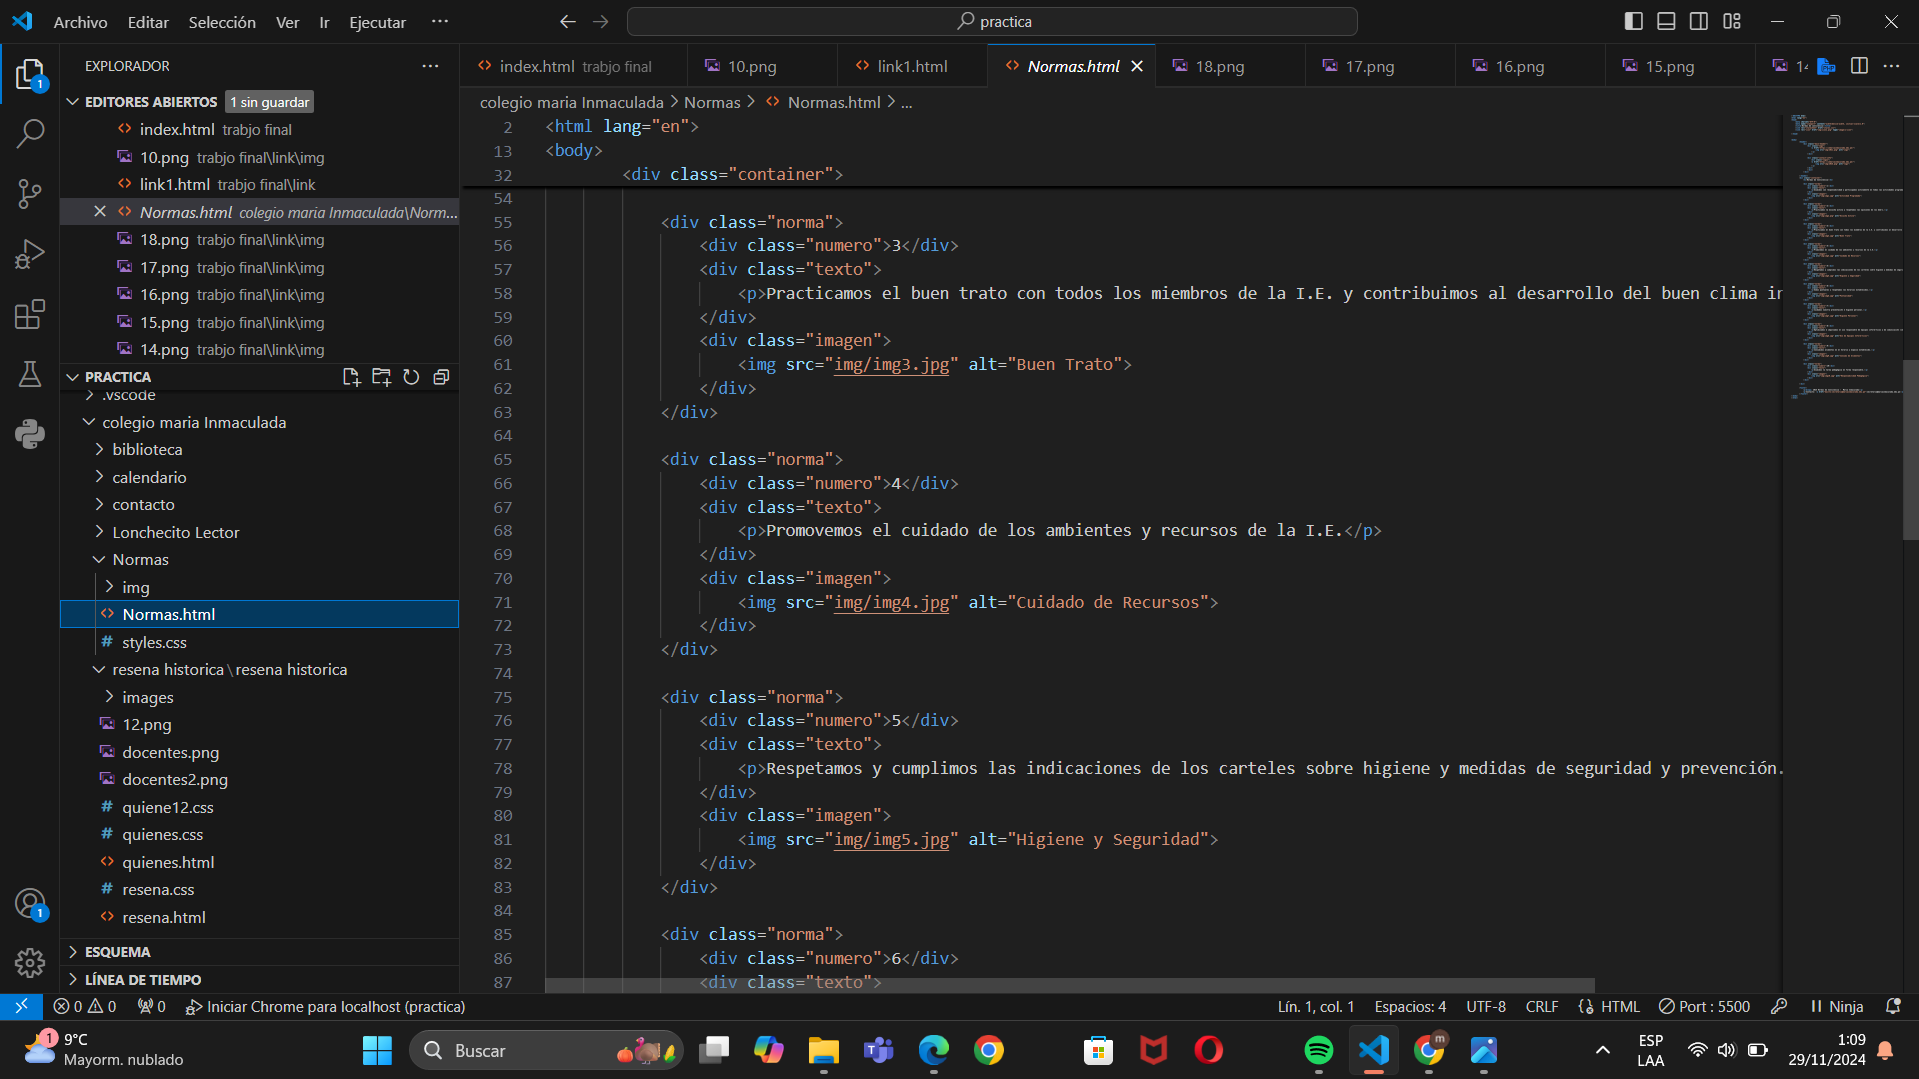 Archivo Editar Selección Ver Ir Ejecutar ···
practica
EXPLORADOR
EDITORES ABIERTOS 1 sin guardar
index.html trabjo final
10.png trabjo final\link\img
link1.html trabjo final\link
Normas.html colegio maria Inmaculada\Norm...
18.png trabjo final\link\img
17.png trabjo final\link\img
16.png trabjo final\link\img
15.png trabjo final\link\img
14.png trabjo final\link\img
PRACTICA
.vscode
colegio maria Inmaculada
biblioteca
calendario
contacto
Lonchecito Lector
Normas
img
Normas.html
styles.css
resena historica\resena historica
images
12.png
docentes.png
docentes2.png
quiene12.css
quienes.css
quienes.html
resena.css
resena.html
ESQUEMA
LÍNEA DE TIEMPO
index.html trabjo final 10.png link1.html Normas.html 18.png 17.png 16.png 15.png
colegio maria Inmaculada > Normas > Normas.html > ...
2 <html lang="en">
13 <body>
32 <div class="container">
54
55 <div class="norma">
56 <div class="numero">3</div>
57 <div class="texto">
58 <p>Practicamos el buen trato con todos los miembros de la I.E. y contribuimos al desarrollo del buen clima in
59 </div>
60 <div class="imagen">
61 <img src="img/img3.jpg" alt="Buen Trato">
62 </div>
63 </div>
64
65 <div class="norma">
66 <div class="numero">4</div>
67 <div class="texto">
68 <p>Promovemos el cuidado de los ambientes y recursos de la I.E.</p>
69 </div>
70 <div class="imagen">
71 <img src="img/img4.jpg" alt="Cuidado de Recursos">
72 </div>
73 </div>
74
75 <div class="norma">
76 <div class="numero">5</div>
77 <div class="texto">
78 <p>Respetamos y cumplimos las indicaciones de los carteles sobre higiene y medidas de seguridad y prevención.
79 </div>
80 <div class="imagen">
81 <img src="img/img5.jpg" alt="Higiene y Seguridad">
82 </div>
83 </div>
84
85 <div class="norma">
86 <div class="numero">6</div>
87 <div class="texto">
0 0 0 Iniciar Chrome para localhost (practica)
Lín. 1, col. 1 Espacios: 4 UTF-8 CRLF HTML Port : 5500 Ninja
9°C
Mayorm. nublado
Buscar
ESP
LAA
1:09
29/11/2024